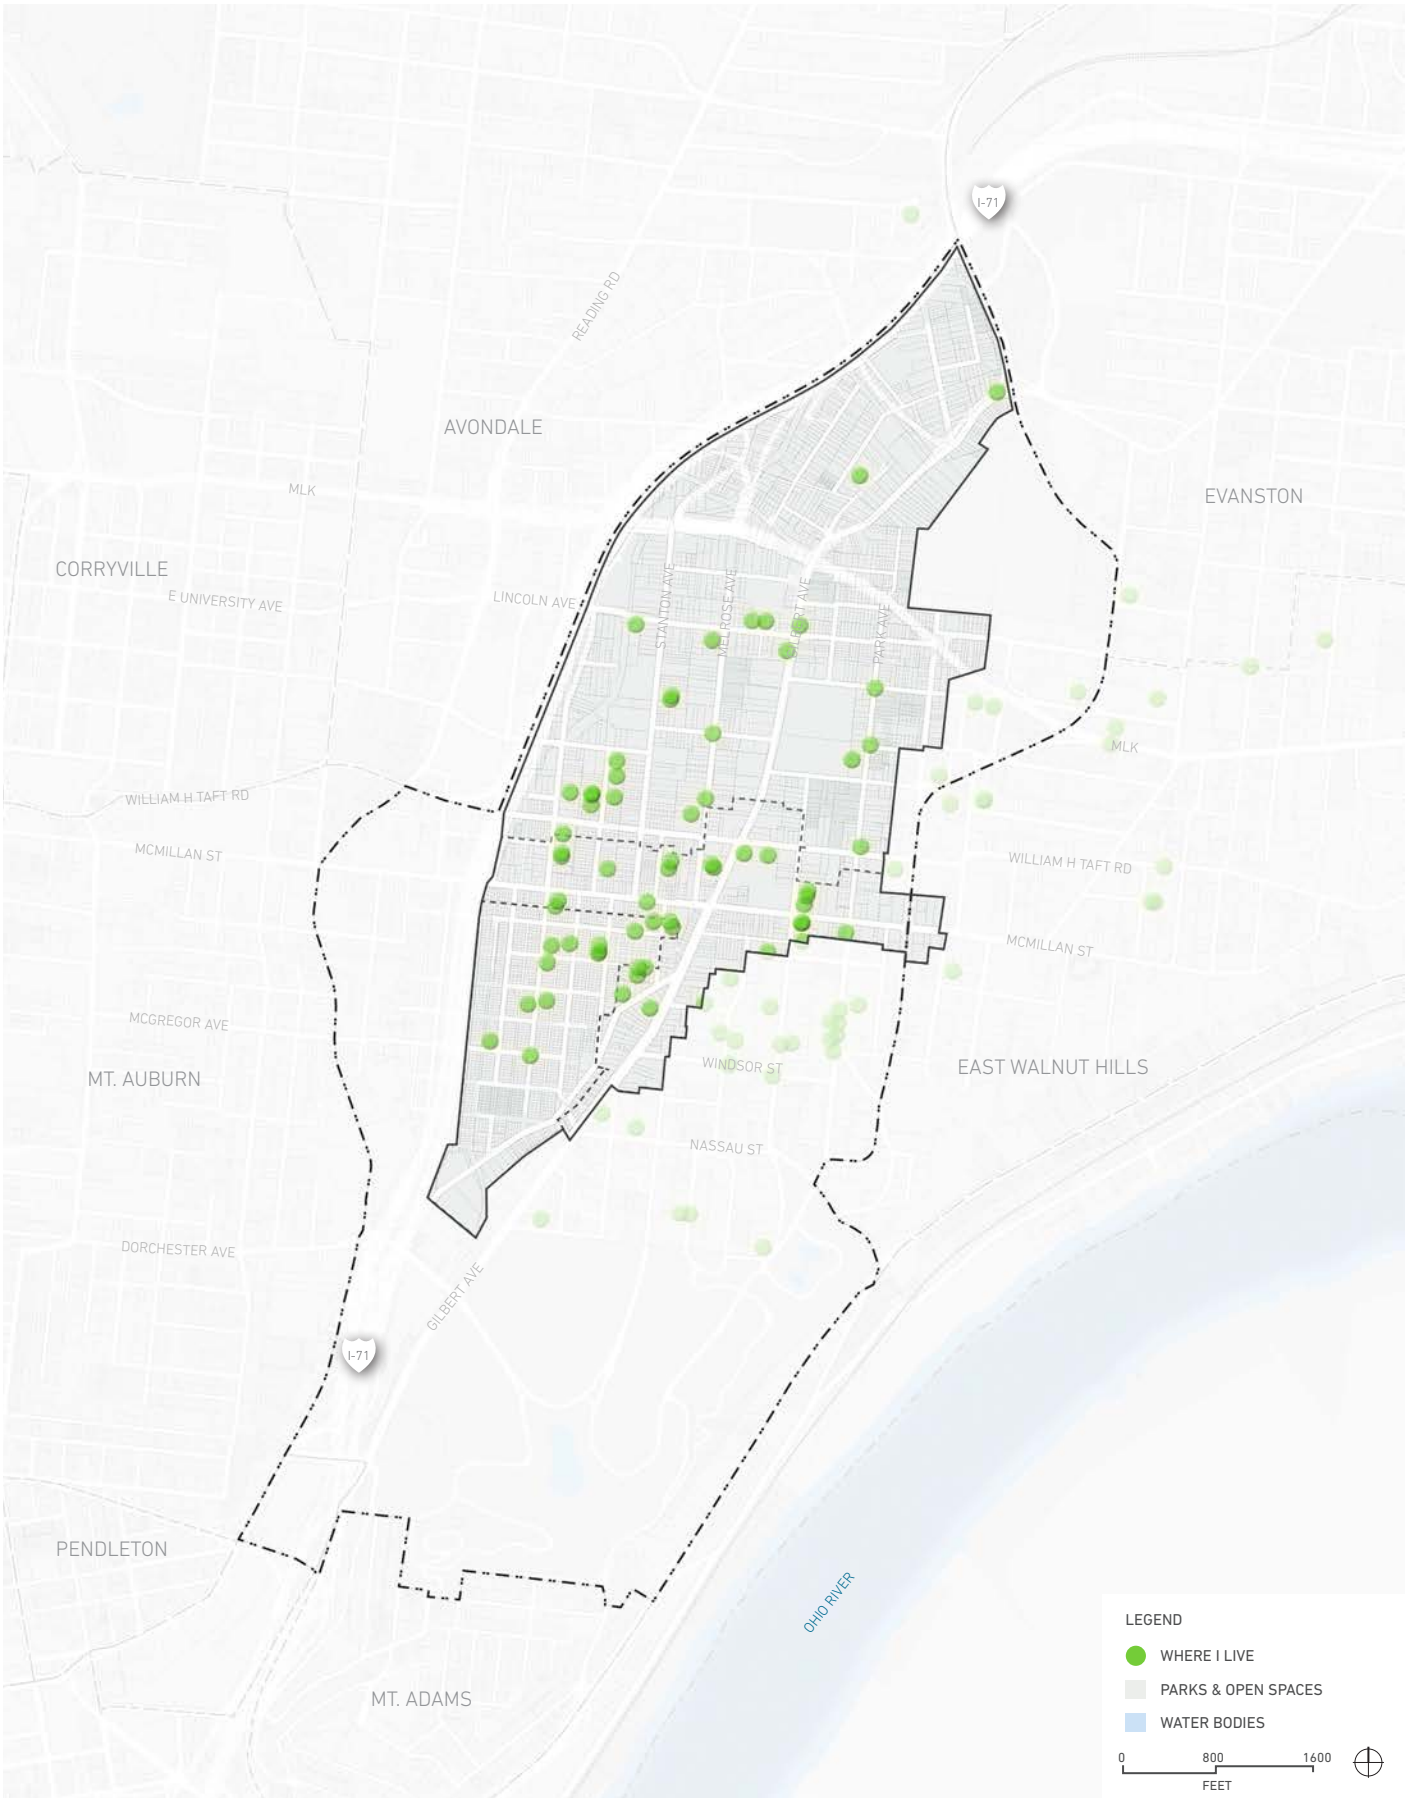 I-71
READING RD
AVONDALE
MLK
EVANSTON
CORRYVILLE
E UNIVERSITY AVE
LINCOLN AVE
STANTON AVE
MELROSE AVE
GILBERT AVE
PARK AVE
MLK
WILLIAM H TAFT RD
MCMILLAN ST
WILLIAM H TAFT RD
MCMILLAN ST
MCGREGOR AVE
MT. AUBURN
WINDSOR ST
EAST WALNUT HILLS
NASSAU ST
DORCHESTER AVE
GILBERT AVE
I-71
PENDLETON
OHIO RIVER
MT. ADAMS
LEGEND
WHERE I LIVE
PARKS & OPEN SPACES
WATER BODIES
0 800 1600
FEET